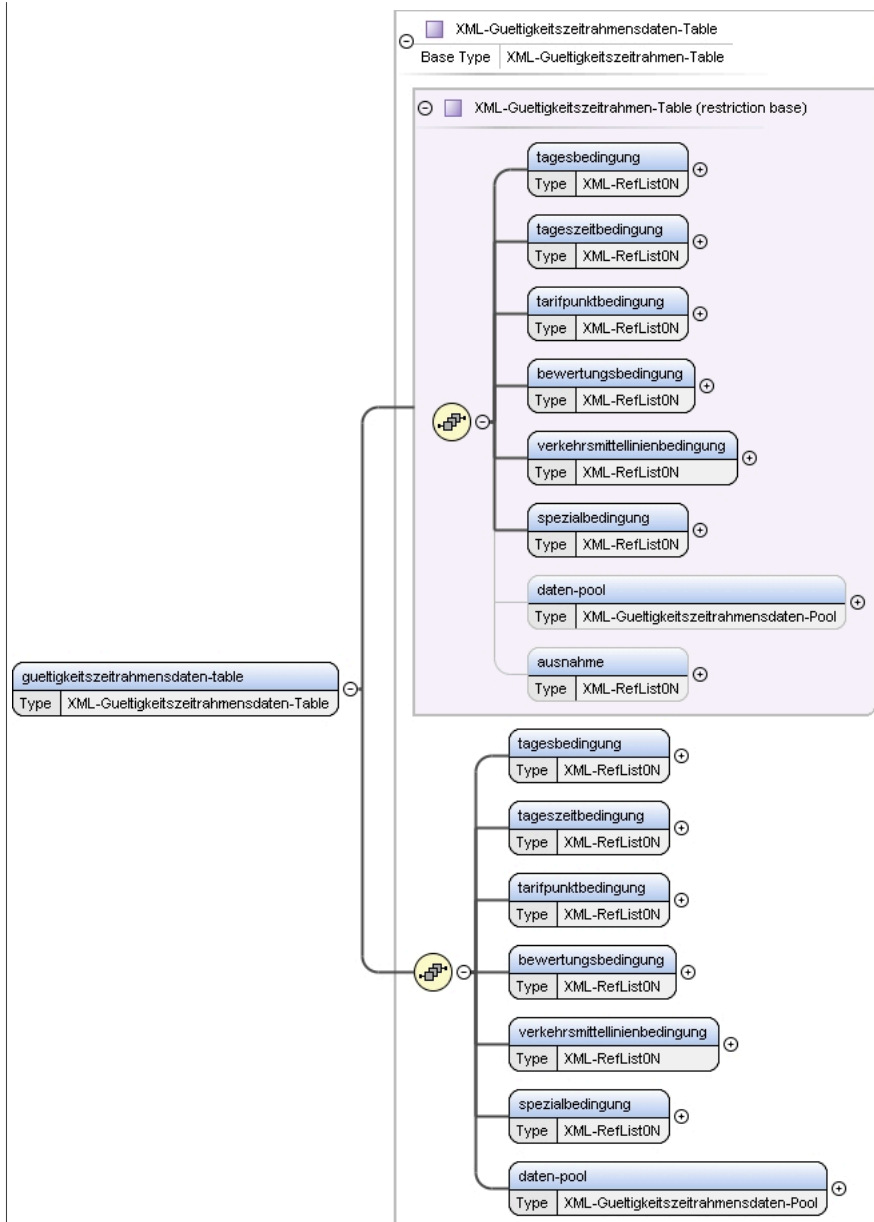 XML-Gueltigkeitszeitrahmensdaten-Table
Base Type XML-Gueltigkeitszeitrahmen-Table
XML-Gueltigkeitszeitrahmen-Table (restriction base)
tagesbedingung
Type XML-RefList0N
tageszeitbedingung
Type XML-RefList0N
tarifpunktbedingung
Type XML-RefList0N
bewertungsbedingung
Type XML-RefList0N
verkehrsmittellinienbedingung
Type XML-RefList0N
spezialbedingung
Type XML-RefList0N
daten-pool
Type XML-Gueltigkeitszeitrahmensdaten-Pool
ausnahme
Type XML-RefList0N
gueltigkeitszeitrahmensdaten-table
Type XML-Gueltigkeitszeitrahmensdaten-Table
tagesbedingung
Type XML-RefList0N
tageszeitbedingung
Type XML-RefList0N
tarifpunktbedingung
Type XML-RefList0N
bewertungsbedingung
Type XML-RefList0N
verkehrsmittellinienbedingung
Type XML-RefList0N
spezialbedingung
Type XML-RefList0N
daten-pool
Type XML-Gueltigkeitszeitrahmensdaten-Pool